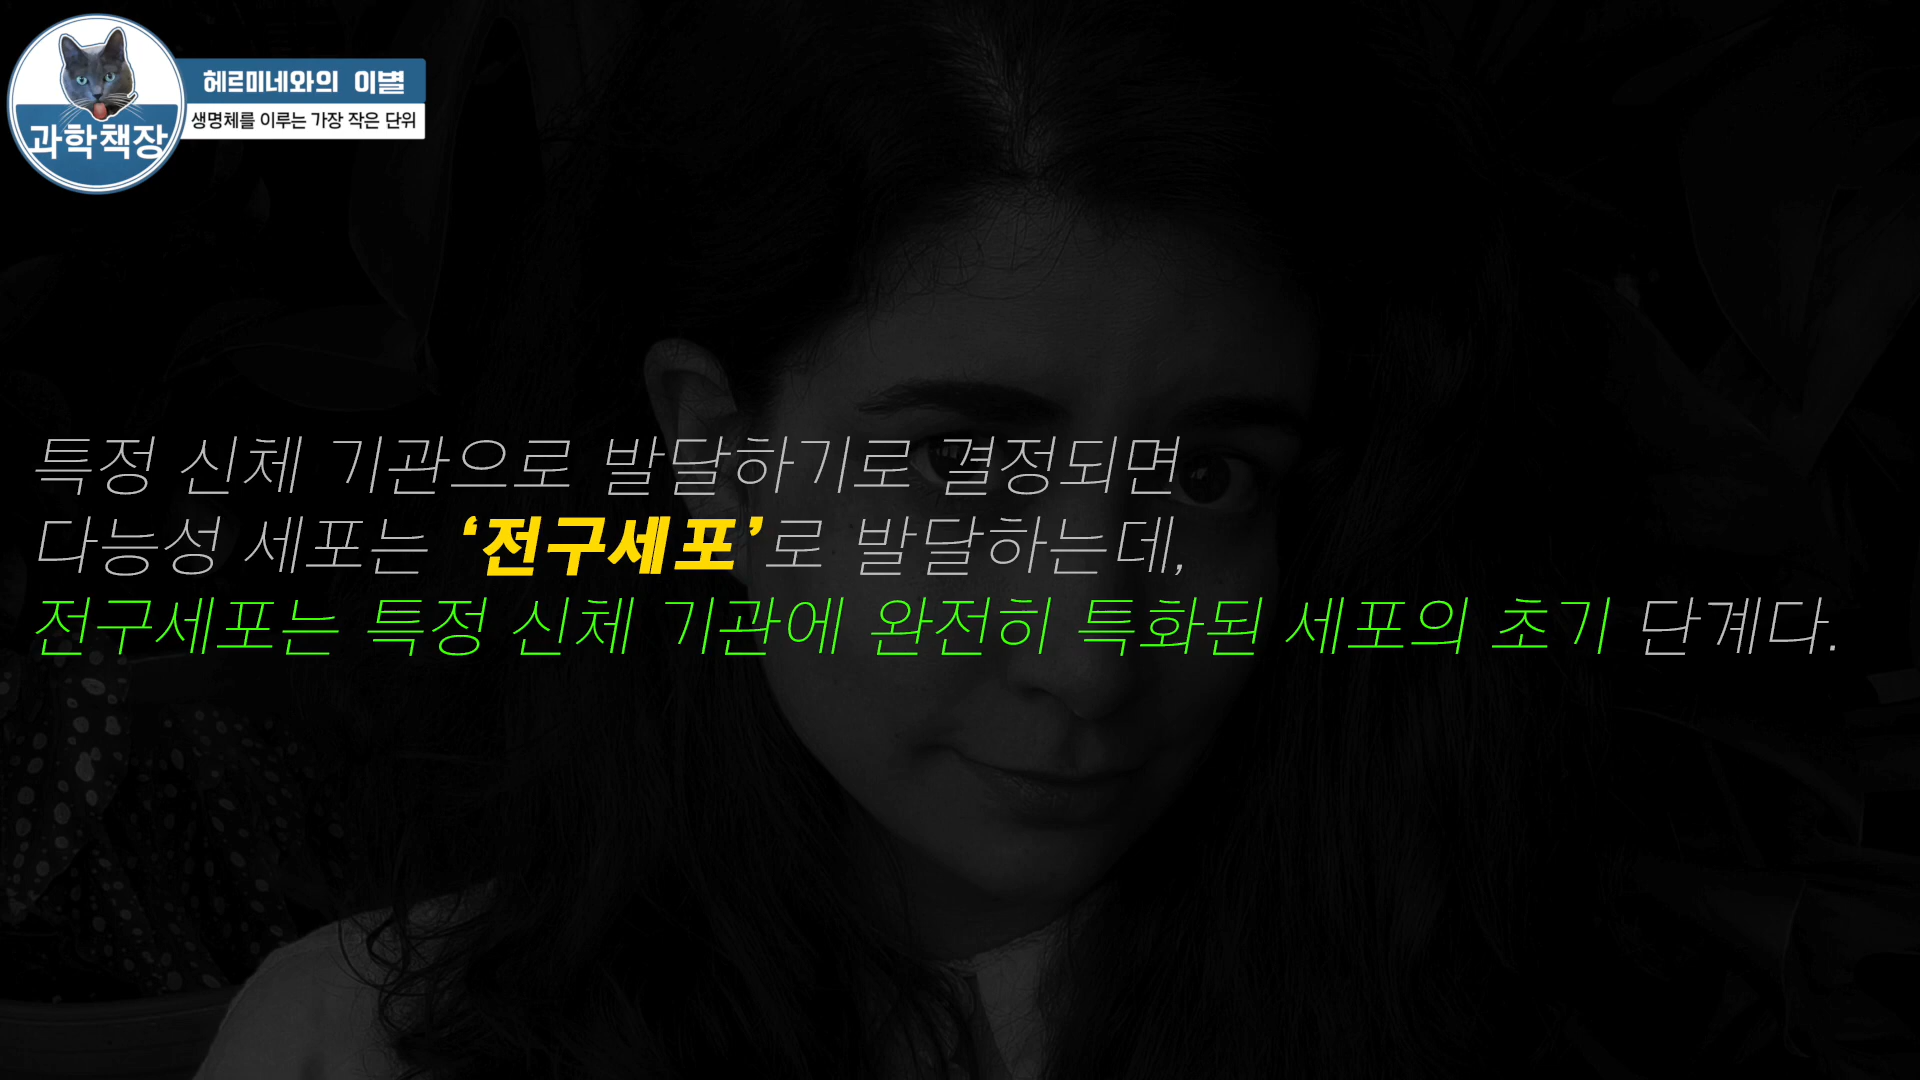 헤르미네와의 이별
생명체를 이루는 가장 작은 단위
과학책장
특정 신체 기관으로 발달하기로 결정되면
다능성 세포는 ‘전구세포’로 발달하는데,
전구세포는 특정 신체 기관에 완전히 특화된 세포의 초기 단계다.